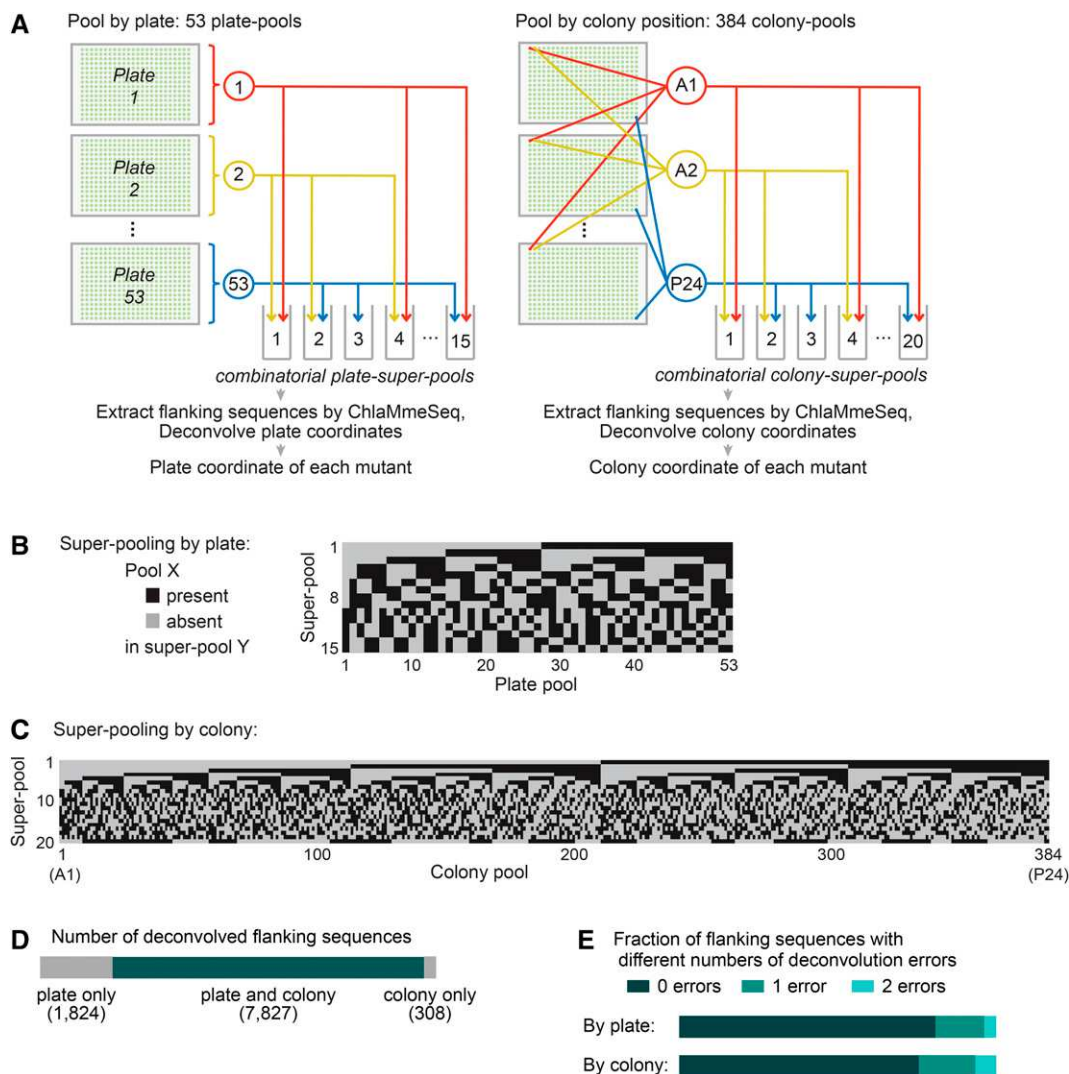 A
Pool by plate: 53 plate-pools
Plate
1
1
Plate
2
2
⋮
Plate
53
53
1
2
3
4
...
15
combinatorial plate-super-pools
Extract flanking sequences by ChlaMmeSeq,
Deconvolve plate coordinates
Plate coordinate of each mutant
Pool by colony position: 384 colony-pools
A1
A2
⋮
P24
1
2
3
4
...
20
combinatorial colony-super-pools
Extract flanking sequences by ChlaMmeSeq,
Deconvolve colony coordinates
Colony coordinate of each mutant
B
Super-pooling by plate:
Pool X
present
absent
in super-pool Y
Super-pool
1
8
15
1
10
20
30
40
53
Plate pool
C
Super-pooling by colony:
Super-pool
1
10
20
1
(A1)
100
200
300
384
(P24)
Colony pool
D
Number of deconvolved flanking sequences
plate only
(1,824)
plate and colony
(7,827)
colony only
(308)
E
Fraction of flanking sequences with
different numbers of deconvolution errors
0 errors
1 error
2 errors
By plate:
By colony: